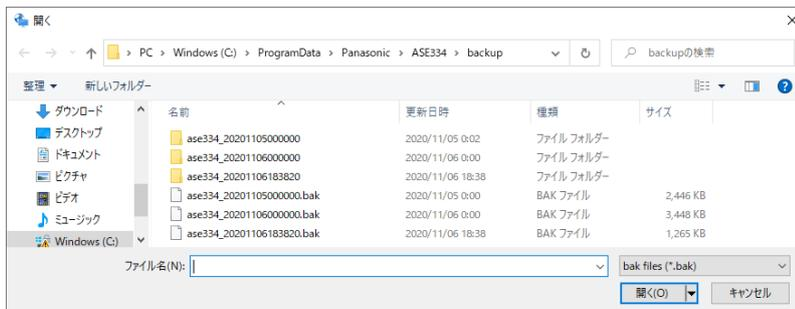 開く
PC › Windows (C:) › ProgramData › Panasonic › ASE334 › backup backupの検索
整理 新しいフォルダー
名前 更新日時 種類 サイズ
ダウンロード
デスクトップ
ドキュメント
ピクチャ
ビデオ
ミュージック
Windows (C:)
ase334_20201105000000 2020/11/05 0:02 ファイル フォルダー
ase334_20201106000000 2020/11/06 0:00 ファイル フォルダー
ase334_20201106183820 2020/11/06 18:38 ファイル フォルダー
ase334_20201105000000.bak 2020/11/05 0:00 BAK ファイル 2,446 KB
ase334_20201106000000.bak 2020/11/06 0:00 BAK ファイル 3,448 KB
ase334_20201106183820.bak 2020/11/06 18:38 BAK ファイル 1,265 KB
ファイル名(N): bak files (*.bak)
開く(O) キャンセル